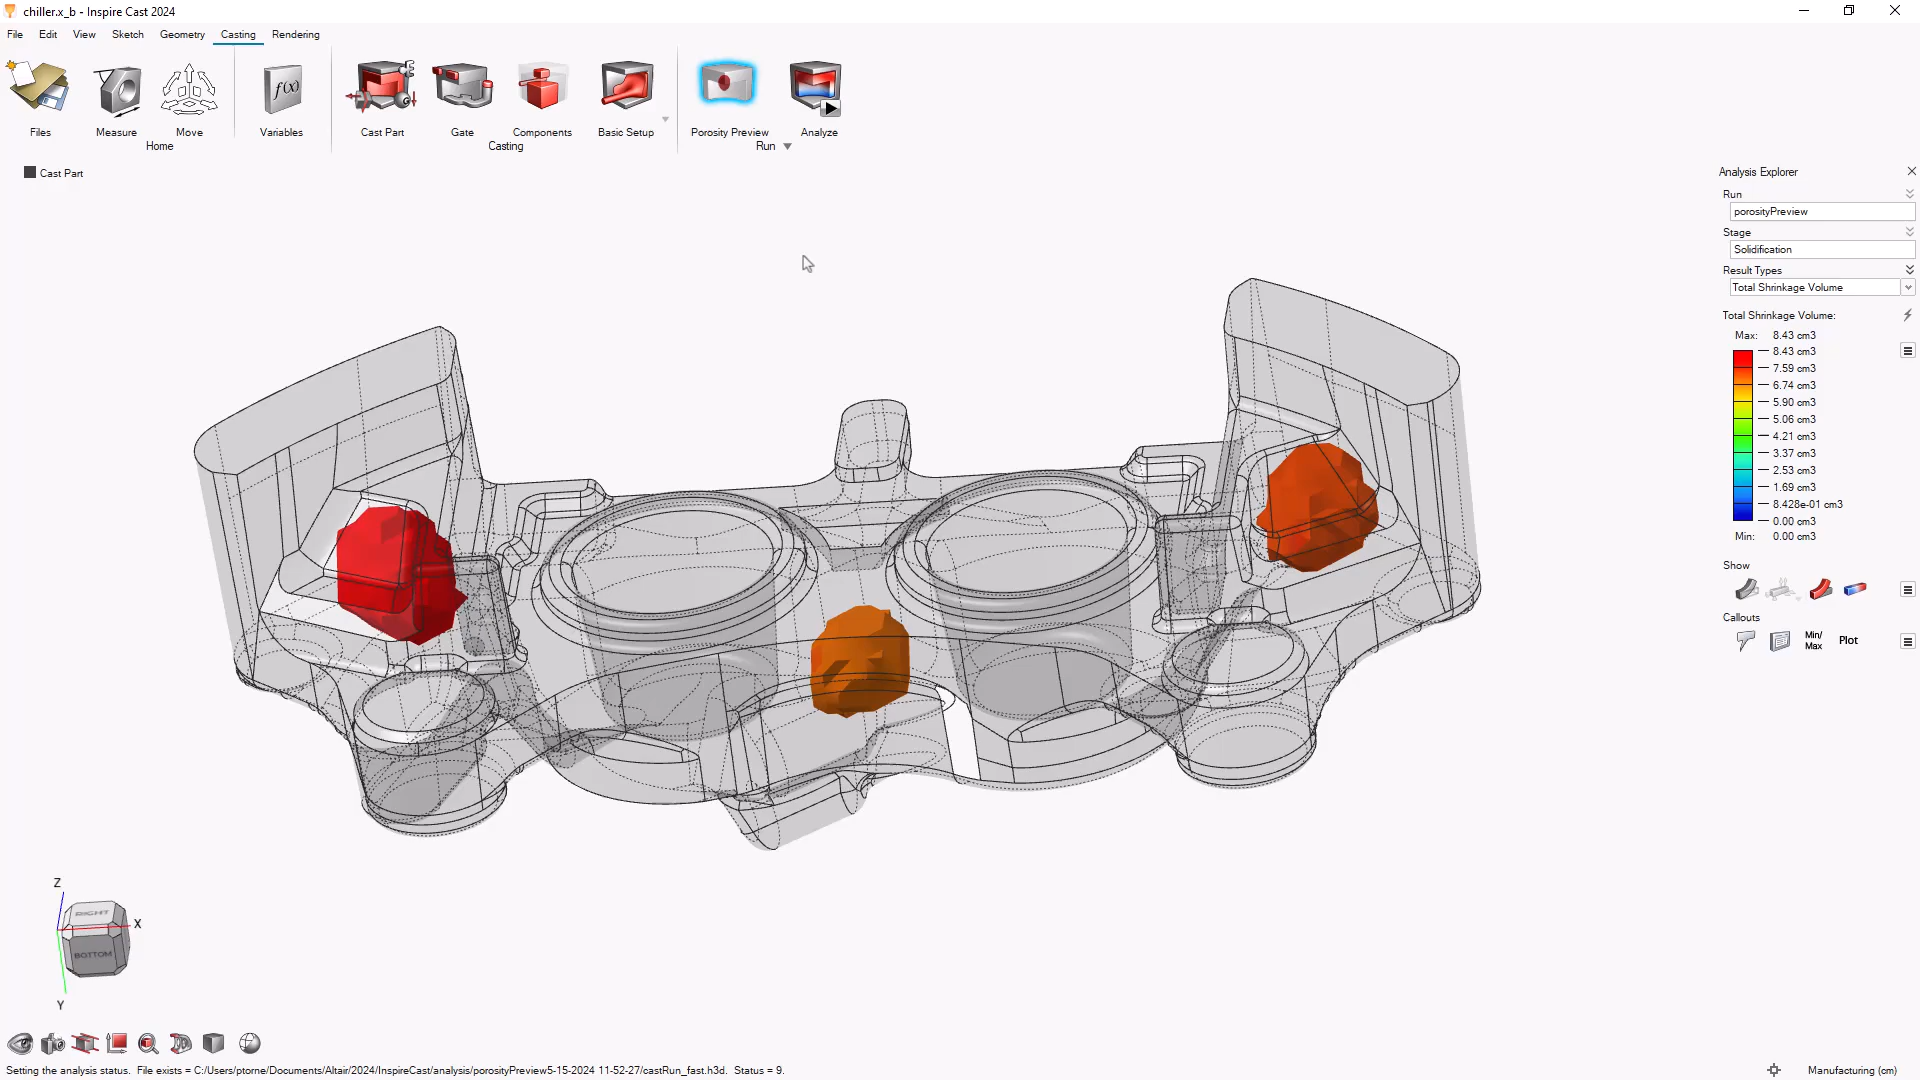 chiller.x_b - Inspire Cast 2024
File Edit View Sketch Geometry Casting Rendering
Files Measure Move Variables Cast Part Gate Components Basic Setup Porosity Preview Analyze
Home Casting Run
f(x)
Cast Part
Analysis Explorer
Run
porosityPreview
Stage
Solidification
Result Types
Total Shrinkage Volume
Total Shrinkage Volume:
Max: 8.43 cm3
8.43 cm3
7.59 cm3
6.74 cm3
5.90 cm3
5.06 cm3
4.21 cm3
3.37 cm3
2.53 cm3
1.69 cm3
8.428e-01 cm3
0.00 cm3
Min: 0.00 cm3
Show
Callouts
Min/
Max
Plot
Z
RIGHT
X
BOTTOM
Y
Setting the analysis status. File exists = C:/Users/ptorne/Documents/Altair/2024/InspireCast/analysis/porosityPreview5-15-2024 11-52-27/castRun_fast.h3d. Status = 9.
Manufacturing (cm)